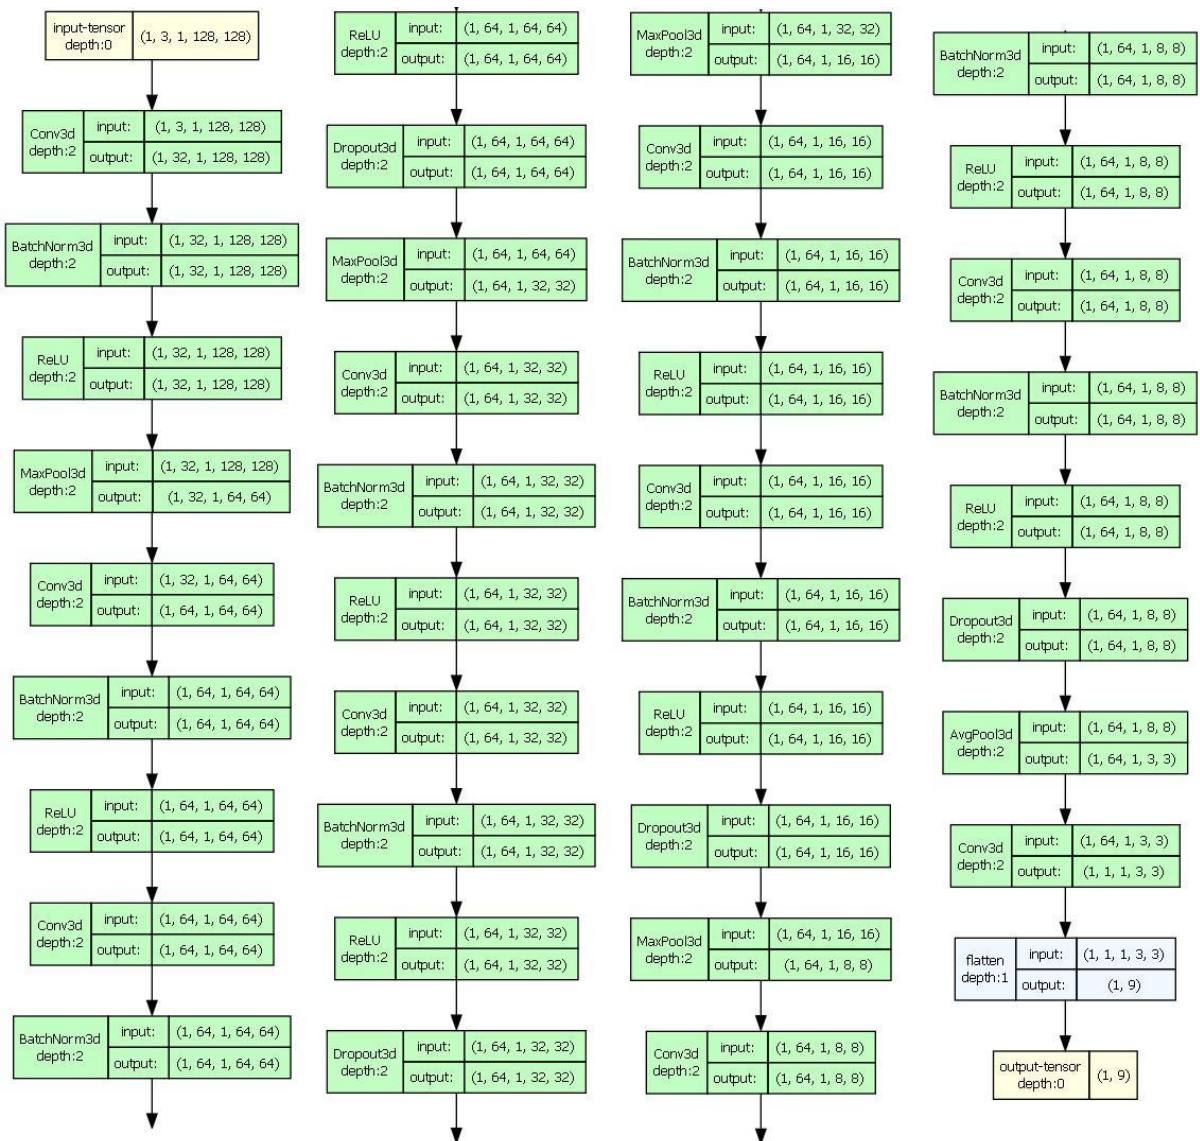 input-tensor
depth:0
(1, 3, 1, 128, 128)
Conv3d
depth:2
input:
(1, 3, 1, 128, 128)
output:
(1, 32, 1, 128, 128)
BatchNorm3d
depth:2
input:
(1, 32, 1, 128, 128)
output:
(1, 32, 1, 128, 128)
ReLU
depth:2
input:
(1, 32, 1, 128, 128)
output:
(1, 32, 1, 128, 128)
MaxPool3d
depth:2
input:
(1, 32, 1, 128, 128)
output:
(1, 32, 1, 64, 64)
Conv3d
depth:2
input:
(1, 32, 1, 64, 64)
output:
(1, 64, 1, 64, 64)
BatchNorm3d
depth:2
input:
(1, 64, 1, 64, 64)
output:
(1, 64, 1, 64, 64)
ReLU
depth:2
input:
(1, 64, 1, 64, 64)
output:
(1, 64, 1, 64, 64)
Conv3d
depth:2
input:
(1, 64, 1, 64, 64)
output:
(1, 64, 1, 64, 64)
BatchNorm3d
depth:2
input:
(1, 64, 1, 64, 64)
output:
(1, 64, 1, 64, 64)
ReLU
depth:2
input:
(1, 64, 1, 64, 64)
output:
(1, 64, 1, 64, 64)
Dropout3d
depth:2
input:
(1, 64, 1, 64, 64)
output:
(1, 64, 1, 64, 64)
MaxPool3d
depth:2
input:
(1, 64, 1, 64, 64)
output:
(1, 64, 1, 32, 32)
Conv3d
depth:2
input:
(1, 64, 1, 32, 32)
output:
(1, 64, 1, 32, 32)
BatchNorm3d
depth:2
input:
(1, 64, 1, 32, 32)
output:
(1, 64, 1, 32, 32)
ReLU
depth:2
input:
(1, 64, 1, 32, 32)
output:
(1, 64, 1, 32, 32)
Conv3d
depth:2
input:
(1, 64, 1, 32, 32)
output:
(1, 64, 1, 32, 32)
BatchNorm3d
depth:2
input:
(1, 64, 1, 32, 32)
output:
(1, 64, 1, 32, 32)
ReLU
depth:2
input:
(1, 64, 1, 32, 32)
output:
(1, 64, 1, 32, 32)
Dropout3d
depth:2
input:
(1, 64, 1, 32, 32)
output:
(1, 64, 1, 32, 32)
MaxPool3d
depth:2
input:
(1, 64, 1, 32, 32)
output:
(1, 64, 1, 16, 16)
Conv3d
depth:2
input:
(1, 64, 1, 16, 16)
output:
(1, 64, 1, 16, 16)
BatchNorm3d
depth:2
input:
(1, 64, 1, 16, 16)
output:
(1, 64, 1, 16, 16)
ReLU
depth:2
input:
(1, 64, 1, 16, 16)
output:
(1, 64, 1, 16, 16)
Conv3d
depth:2
input:
(1, 64, 1, 16, 16)
output:
(1, 64, 1, 16, 16)
BatchNorm3d
depth:2
input:
(1, 64, 1, 16, 16)
output:
(1, 64, 1, 16, 16)
ReLU
depth:2
input:
(1, 64, 1, 16, 16)
output:
(1, 64, 1, 16, 16)
Dropout3d
depth:2
input:
(1, 64, 1, 16, 16)
output:
(1, 64, 1, 16, 16)
MaxPool3d
depth:2
input:
(1, 64, 1, 16, 16)
output:
(1, 64, 1, 8, 8)
Conv3d
depth:2
input:
(1, 64, 1, 8, 8)
output:
(1, 64, 1, 8, 8)
BatchNorm3d
depth:2
input:
(1, 64, 1, 8, 8)
output:
(1, 64, 1, 8, 8)
ReLU
depth:2
input:
(1, 64, 1, 8, 8)
output:
(1, 64, 1, 8, 8)
Conv3d
depth:2
input:
(1, 64, 1, 8, 8)
output:
(1, 64, 1, 8, 8)
BatchNorm3d
depth:2
input:
(1, 64, 1, 8, 8)
output:
(1, 64, 1, 8, 8)
ReLU
depth:2
input:
(1, 64, 1, 8, 8)
output:
(1, 64, 1, 8, 8)
Dropout3d
depth:2
input:
(1, 64, 1, 8, 8)
output:
(1, 64, 1, 8, 8)
AvgPool3d
depth:2
input:
(1, 64, 1, 8, 8)
output:
(1, 64, 1, 3, 3)
Conv3d
depth:2
input:
(1, 64, 1, 3, 3)
output:
(1, 1, 1, 3, 3)
flatten
depth:1
input:
(1, 1, 1, 3, 3)
output:
(1, 9)
output-tensor
depth:0
(1, 9)